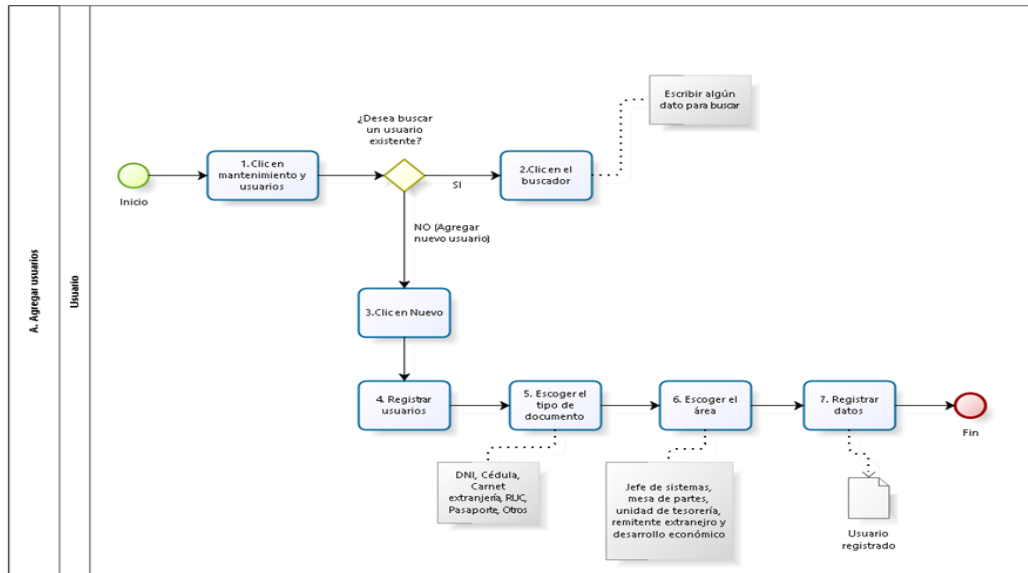 A. Agregar usuarios
Usuario
Inicio
1.Clic en
mantenimiento y
usuarios
¿Desea buscar
un usuario
existente?
SI
2.Clic en el
buscador
Escribir algún
dato para buscar
NO (Agregar
nuevo usuario)
3.Clic en Nuevo
4. Registrar
usuarios
5. Escoger el
tipo de
documento
6. Escoger el
área
7. Registrar
datos
Fin
DNI, Cédula,
Carnet
extranjería, RUC,
Pasaporte, Otros
Jefe de sistemas,
mesa de partes,
unidad de tesorería,
remitente extranejro y
desarrollo económico
Usuario
registrado